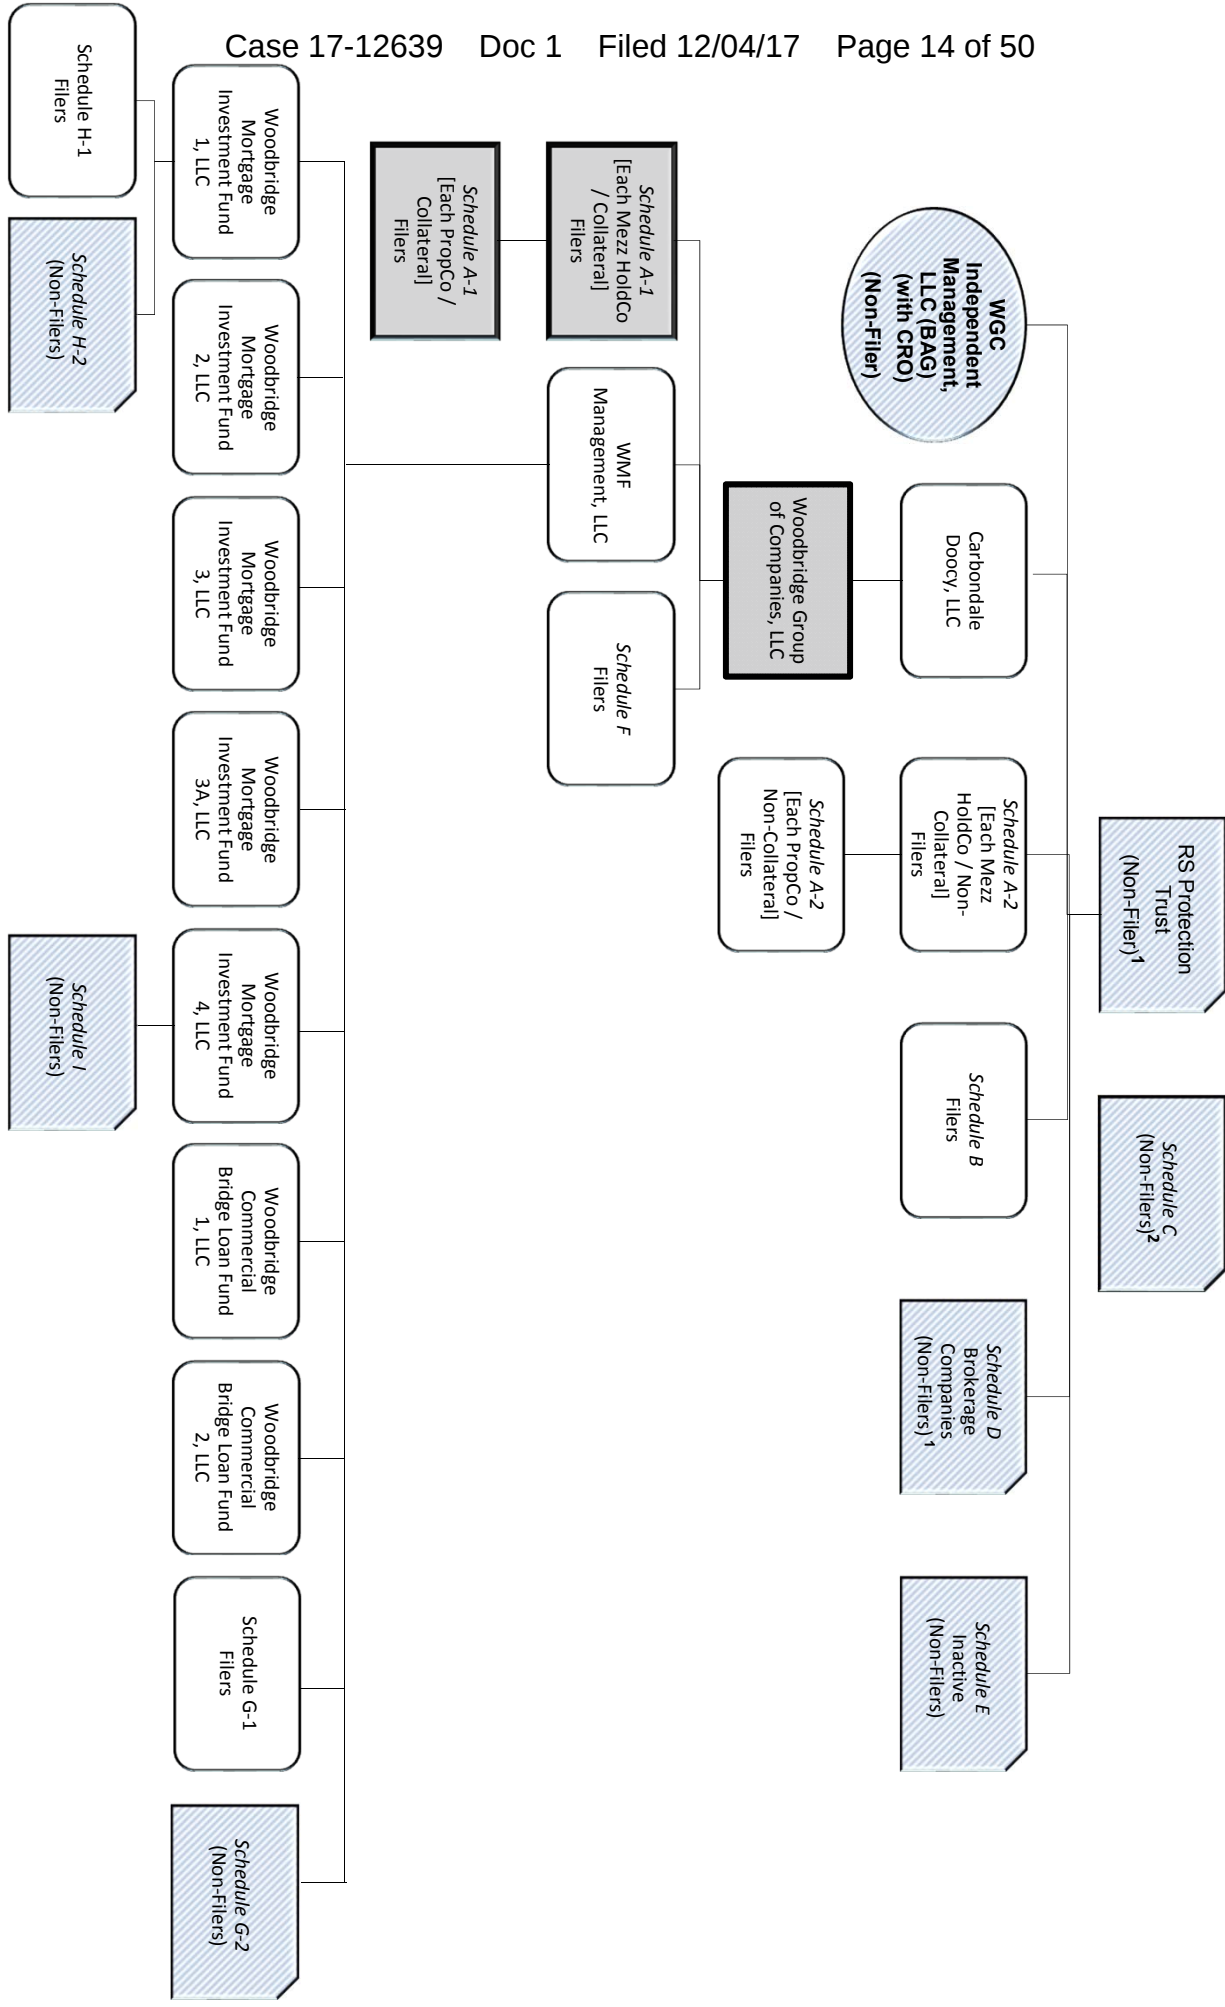 Case 17-12639 Doc 1 Filed 12/04/17 Page 14 of 50
RS Protection
Trust
(Non-Filer)1
Schedule C
(Non-Filers)2
WGC
Independent
Management,
LLC (BAG)
(with CRO)
(Non-Filer)
Carbondale
Doocy, LLC
Schedule A-2
[Each Mezz
HoldCo / Non-
Collateral]
Filers
Schedule B
Filers
Schedule D
Brokerage
Companies
(Non-Filers) 1
Schedule E
Inactive
(Non-Filers)
Woodbridge Group
of Companies, LLC
Schedule A-2
[Each PropCo /
Non-Collateral]
Filers
Schedule A-1
[Each Mezz HoldCo
/ Collateral]
Filers
WMF
Management, LLC
Schedule F
Filers
Schedule A-1
[Each PropCo /
Collateral]
Filers
Woodbridge
Mortgage
Investment Fund
1, LLC
Woodbridge
Mortgage
Investment Fund
2, LLC
Woodbridge
Mortgage
Investment Fund
3, LLC
Woodbridge
Mortgage
Investment Fund
3A, LLC
Woodbridge
Mortgage
Investment Fund
4, LLC
Woodbridge
Commercial
Bridge Loan Fund
1, LLC
Woodbridge
Commercial
Bridge Loan Fund
2, LLC
Schedule G-1
Filers
Schedule G-2
(Non-Filers)
Schedule H-1
Filers
Schedule H-2
(Non-Filers)
Schedule I
(Non-Filers)